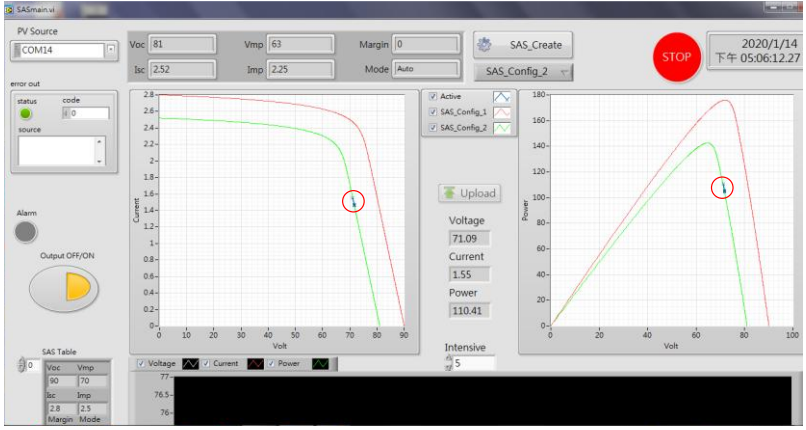 SASmain.vi
PV Source
COM14
Voc 81
Vmp 63
Margin 0
SAS_Create
Isc 2.52
Imp 2.25
Mode Auto
SAS_Config_2
STOP
2020/1/14
下午 05:06:12.27
error out
status
code
0
source
Alarm
Output OFF/ON
SAS Table
0
Voc Vmp
90 70
Isc Imp
2.8 2.5
Margin Mode
2.8
2.6
2.4
2.2
2
1.8
1.6
1.4
1.2
1
0.8
0.6
0.4
0.2
0
Current
0 10 20 30 40 50 60 70 80 90
Volt
Active
SAS_Config_1
SAS_Config_2
Upload
Voltage
71.09
Current
1.55
Power
110.41
Intensive
5
180
160
140
120
100
80
60
40
20
0
Power
0 20 40 60 80 100
Volt
Voltage Current Power
77
76.5
76